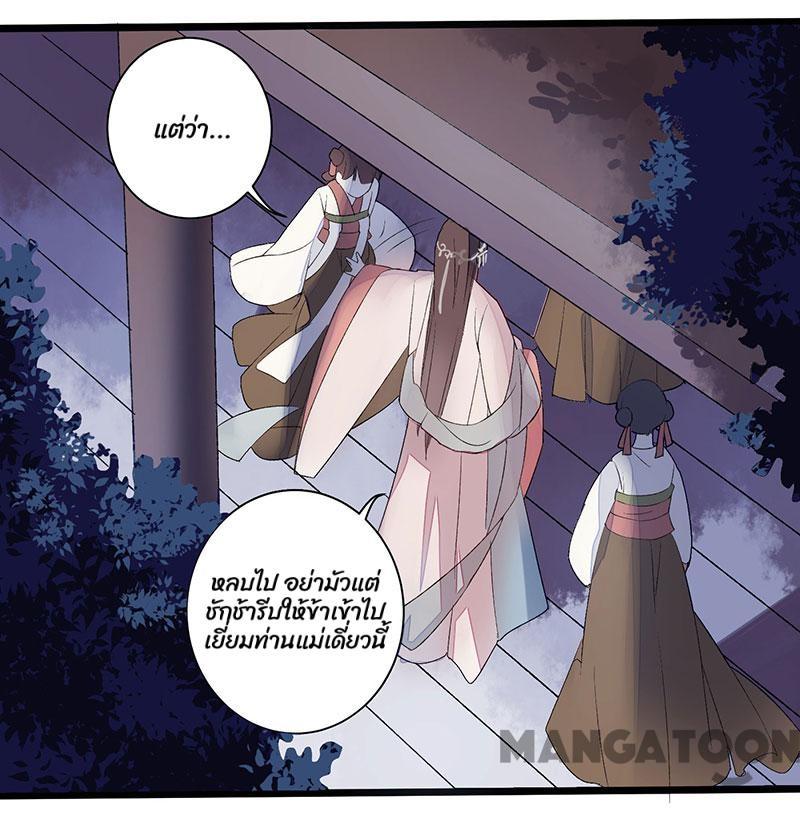 แต่ว่า...
หลบไป อย่ามัวแต่
ชักช้ารีบให้ข้าเข้าไป
เยี่ยมท่านแม่เดี่ยวนี้
MANGATOON